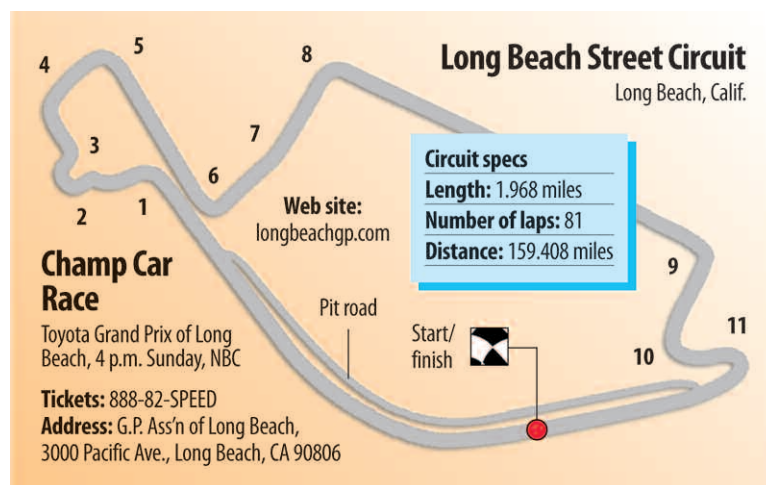 Long Beach Street Circuit
Long Beach, Calif.
4
5
8
3
7
6
2
1
Circuit specs
Length: 1.968 miles
Number of laps: 81
Distance: 159.408 miles
Web site:
longbeachgp.com
9
11
10
Pit road
Start/
finish
Champ Car
Race
Toyota Grand Prix of Long
Beach, 4 p.m. Sunday, NBC
Tickets: 888-82-SPEED
Address: G.P. Ass'n of Long Beach,
3000 Pacific Ave., Long Beach, CA 90806